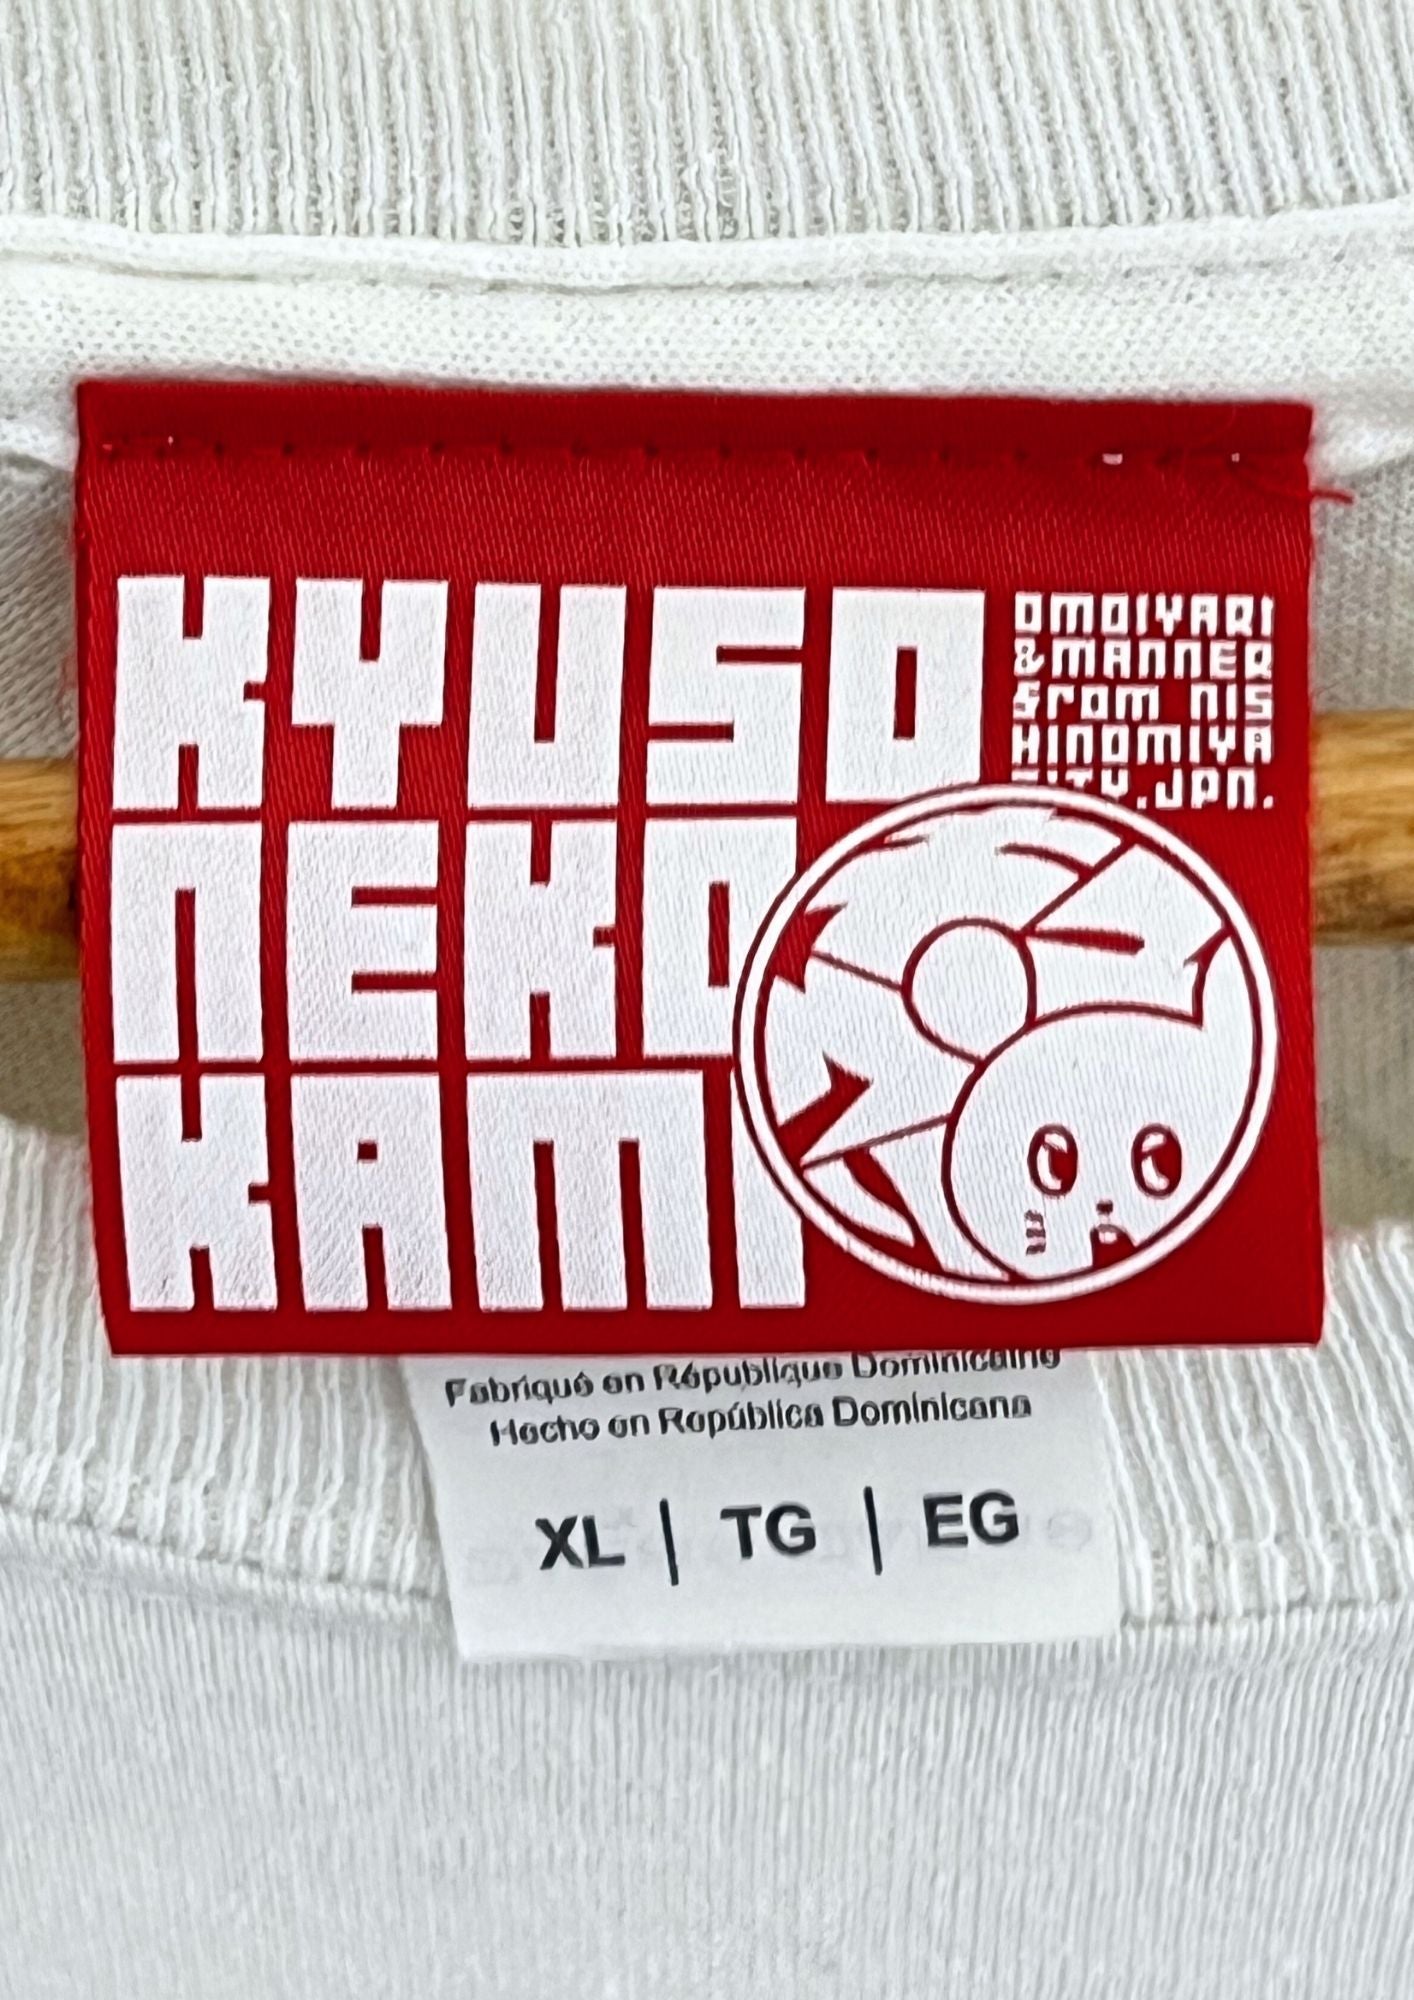 KYUSO
NEKO
KAMI
OMOIYARI
&MANNER
&rom NIS
HINOMIYA
CITY.JPN.
Fabriqué en République Dominicaine
Hecho en República Dominicana
XL | TG | EG